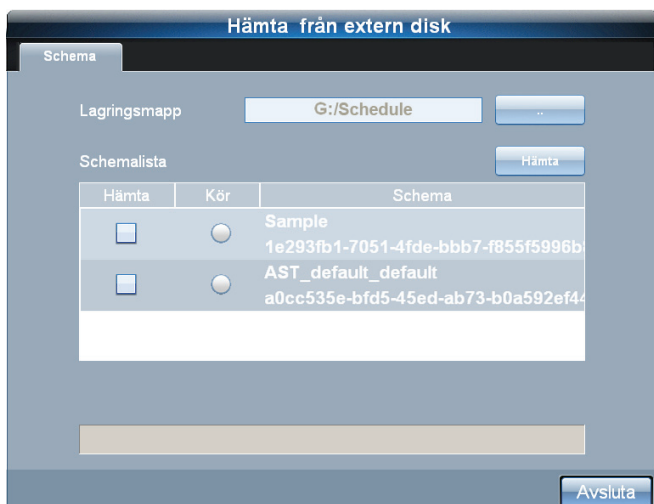 Hämta från extern disk
Schema
Lagringsmapp G:/Schedule ..
Schemalista Hämta
Hämta Kör Schema
Sample
1e293fb1-7051-4fde-bbb7-f855f5996b
AST_default_default
a0cc535e-bfd5-45ed-ab73-b0a592ef44
Avsluta